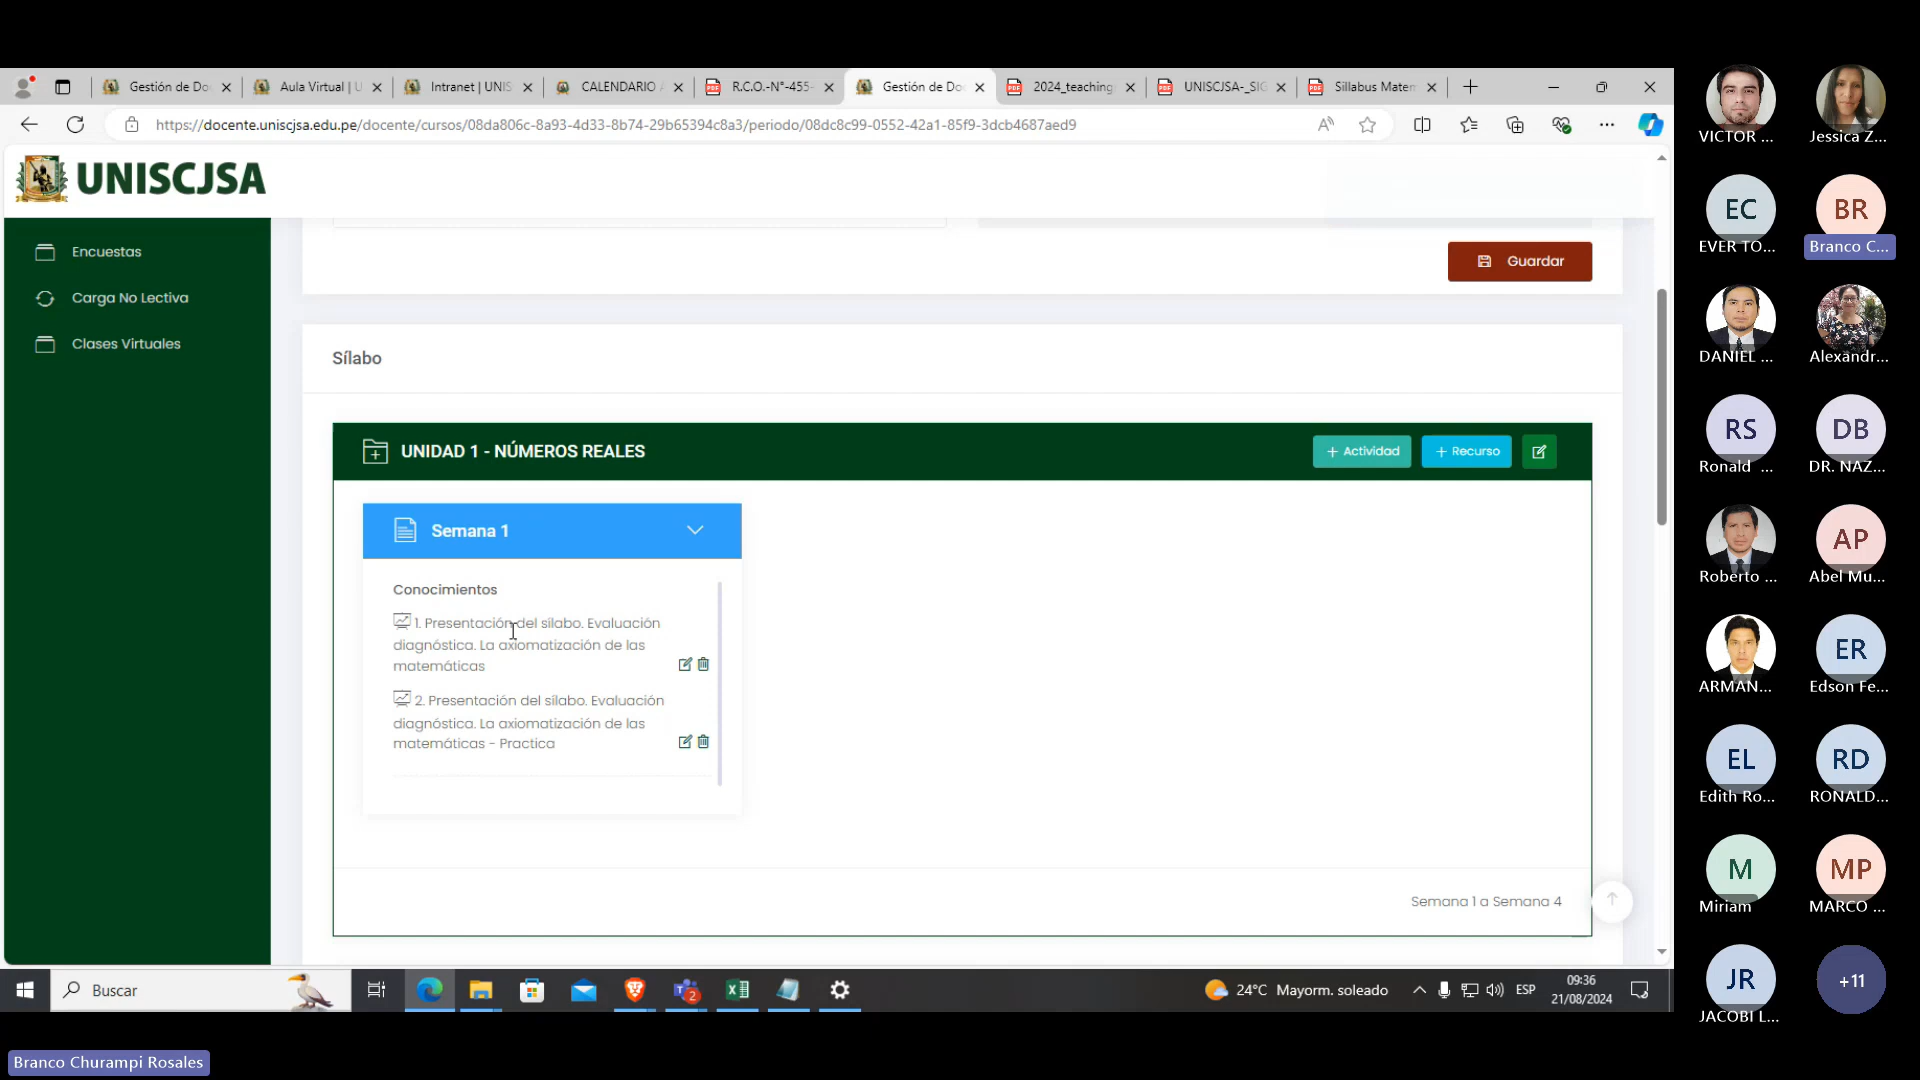 Gestión de Do
Aula Virtual | U
Intranet | UNIS
CALENDARIO A
R.C.O.-N°-455-
Gestión de Do
2024_teaching
UNISCJSA-_SIG
Sillabus Matem
https://docente.uniscjsa.edu.pe/docente/cursos/08da806c-8a93-4d33-8b74-29b65394c8a3/periodo/08dc8c99-0552-42a1-85f9-3dcb4687aed9
UNISCJSA
Encuestas
Carga No Lectiva
Clases Virtuales
Guardar
Sílabo
UNIDAD 1 - NÚMEROS REALES
+ Actividad
+ Recurso
Semana 1
Conocimientos
1. Presentación del silabo. Evaluación
diagnóstica. La axiomatización de las
matemáticas
2. Presentación del sílabo. Evaluación
diagnóstica. La axiomatización de las
matemáticas - Practica
Semana 1 a Semana 4
Buscar
2
24°C Mayorm. soleado
ESP
09:36
21/08/2024
VICTOR ...
Jessica Z...
EC
EVER TO...
BR
Branco C...
DANIEL ...
Alexandr...
RS
Ronald ...
DB
DR. NAZ...
Roberto ...
AP
Abel Mu...
ARMAN...
ER
Edson Fe...
EL
Edith Ro...
RD
RONALD...
M
Miriam
MP
MARCO ...
JR
JACOBI L...
+11
Branco Churampi Rosales